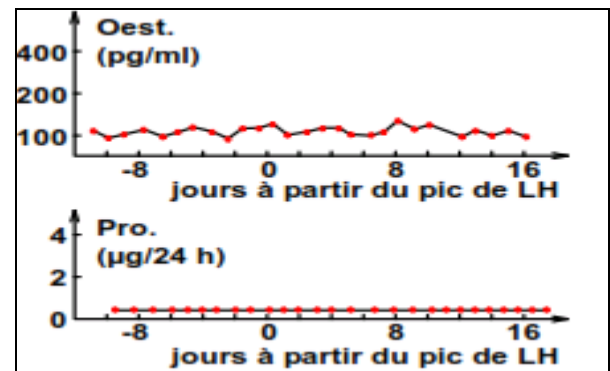 Oest.
(pg/ml)
400
200
100
-8 0 8 16
jours à partir du pic de LH
Pro.
(µg/24 h)
4
2
0
-8 0 8 16
jours à partir du pic de LH